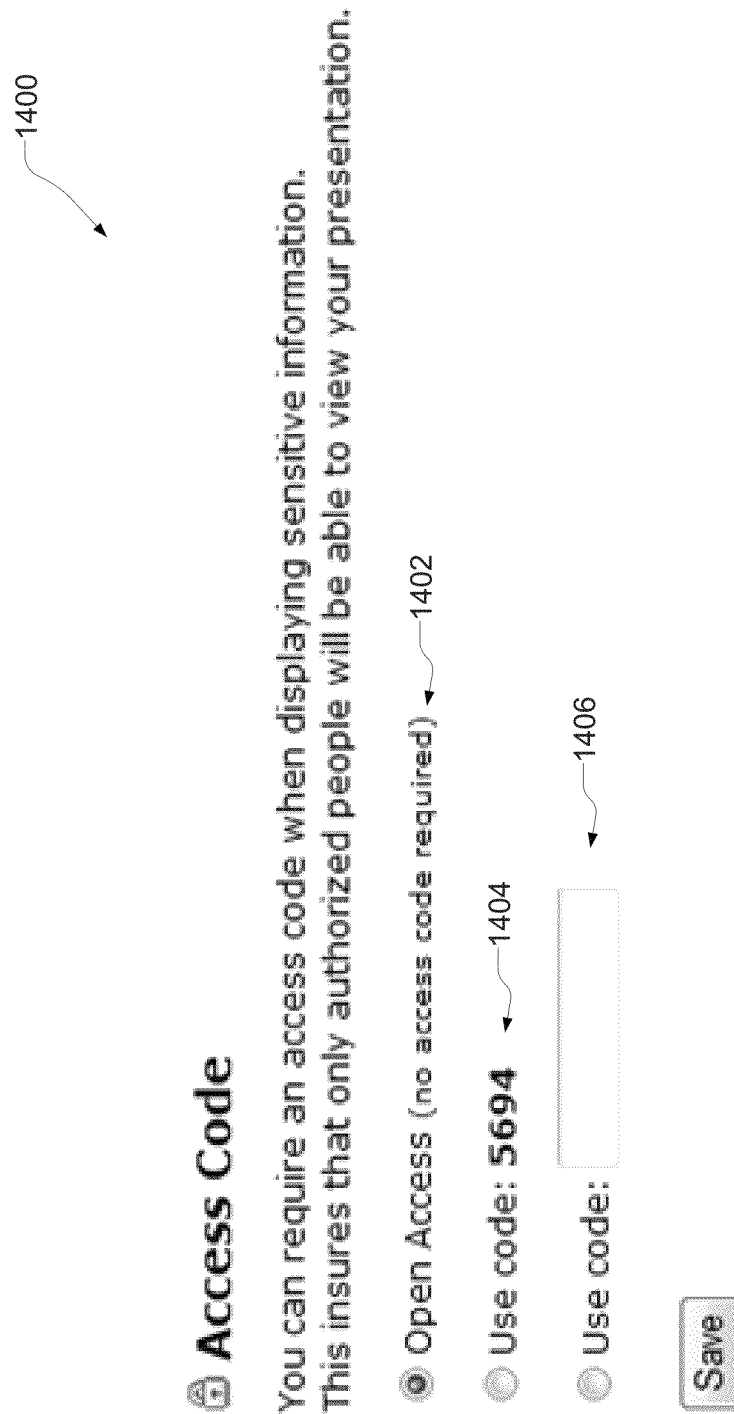 1400
Access Code
You can require an access code when displaying sensitive information.
This insures that only authorized people will be able to view your presentation.
Open Access (no access code required)
1402
Use code: 5694
1404
Use code:
1406
Save